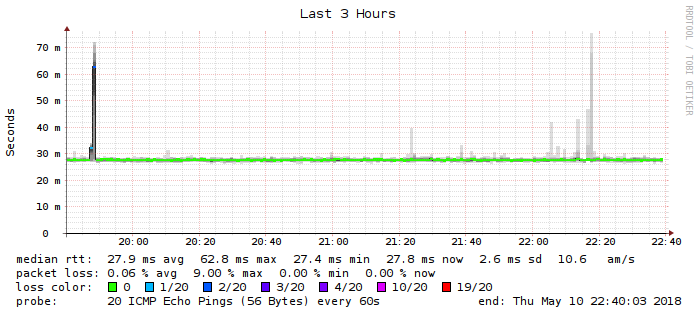 Last 3 Hours
RRDTOOL / TOBI OETIKER
Seconds
70 m
60 m
50 m
40 m
30 m
20 m
10 m
0
20:00 20:20 20:40 21:00 21:20 21:40 22:00 22:20 22:40
median rtt: 27.9 ms avg 62.8 ms max 27.4 ms min 27.8 ms now 2.6 ms sd 10.6 am/s
packet loss: 0.06 % avg 9.00 % max 0.00 % min 0.00 % now
loss color: 0 1/20 2/20 3/20 4/20 10/20 19/20
probe: 20 ICMP Echo Pings (56 Bytes) every 60s end: Thu May 10 22:40:03 2018